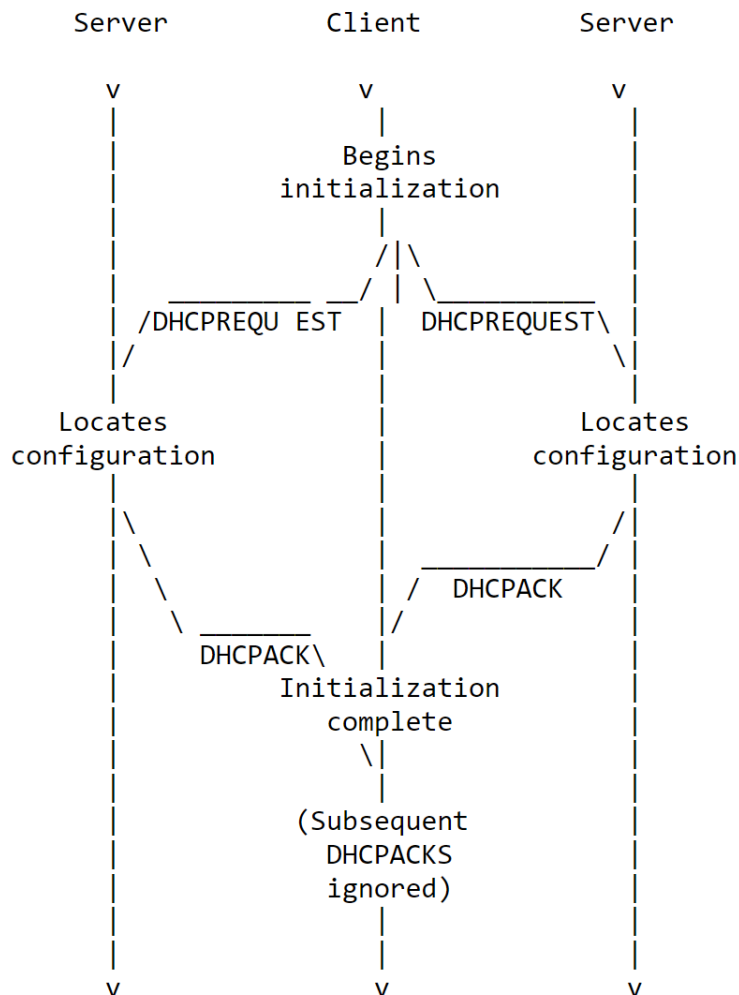 Server Client Server
v v v
Begins
initialization
/DHCPREQU EST DHCPREQUEST\
Locates Locates
configuration configuration
DHCPACK
DHCPACK\
Initialization
complete
(Subsequent
DHCPACKS
ignored)
v v v